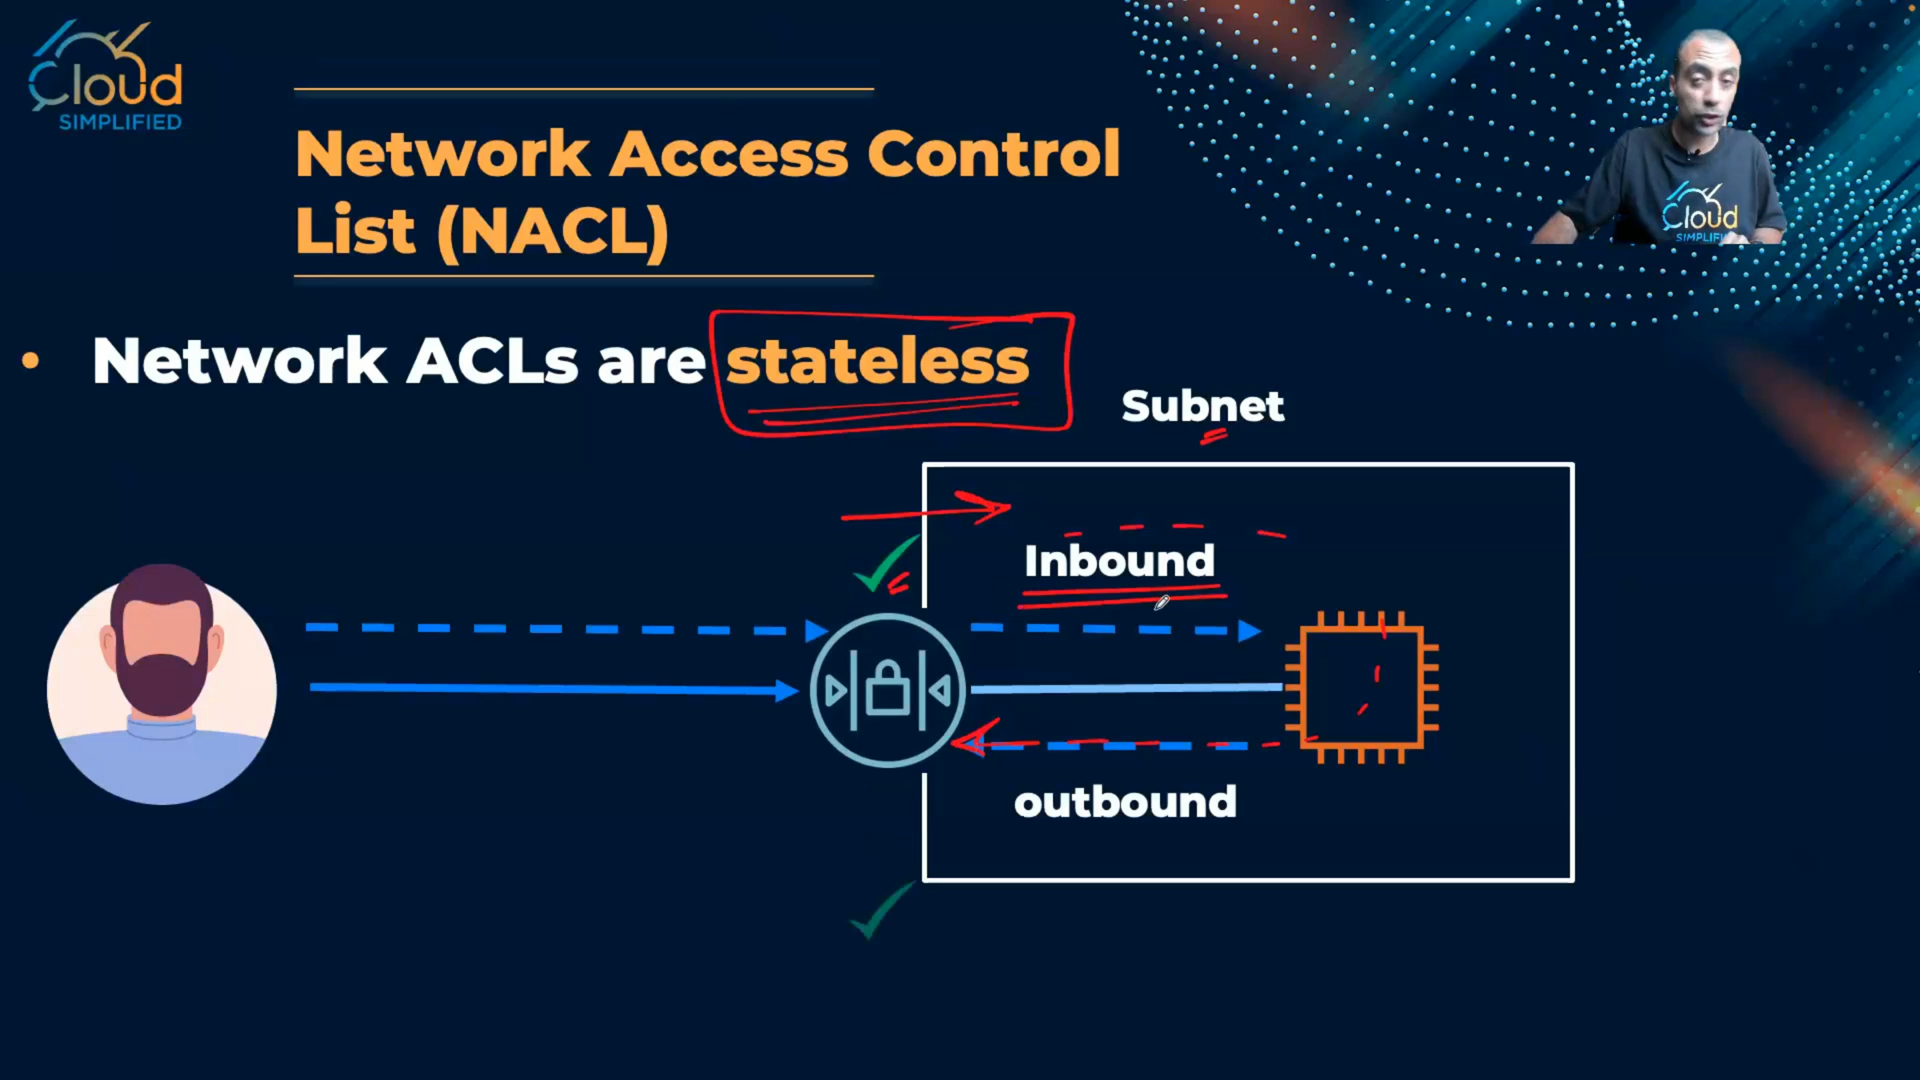 Cloud
SIMPLIFIED
Network Access Control
List (NACL)
• Network ACLs are stateless
Subnet
Inbound
outbound
Cloud